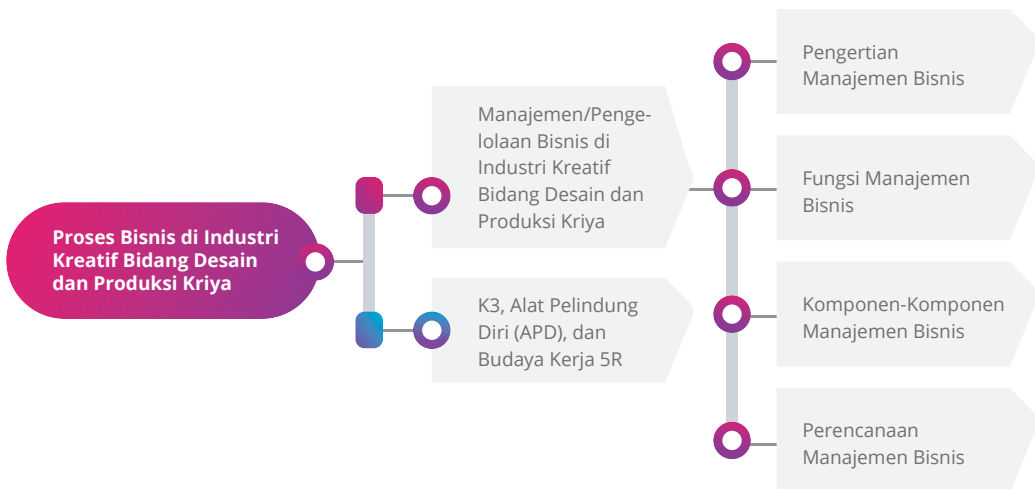 Proses Bisnis di Industri
Kreatif Bidang Desain
dan Produksi Kriya
Manajemen/Penge-
lolaan Bisnis di
Industri Kreatif
Bidang Desain dan
Produksi Kriya
K3, Alat Pelindung
Diri (APD), dan
Budaya Kerja 5R
Pengertian
Manajemen Bisnis
Fungsi Manajemen
Bisnis
Komponen-Komponen
Manajemen Bisnis
Perencanaan
Manajemen Bisnis